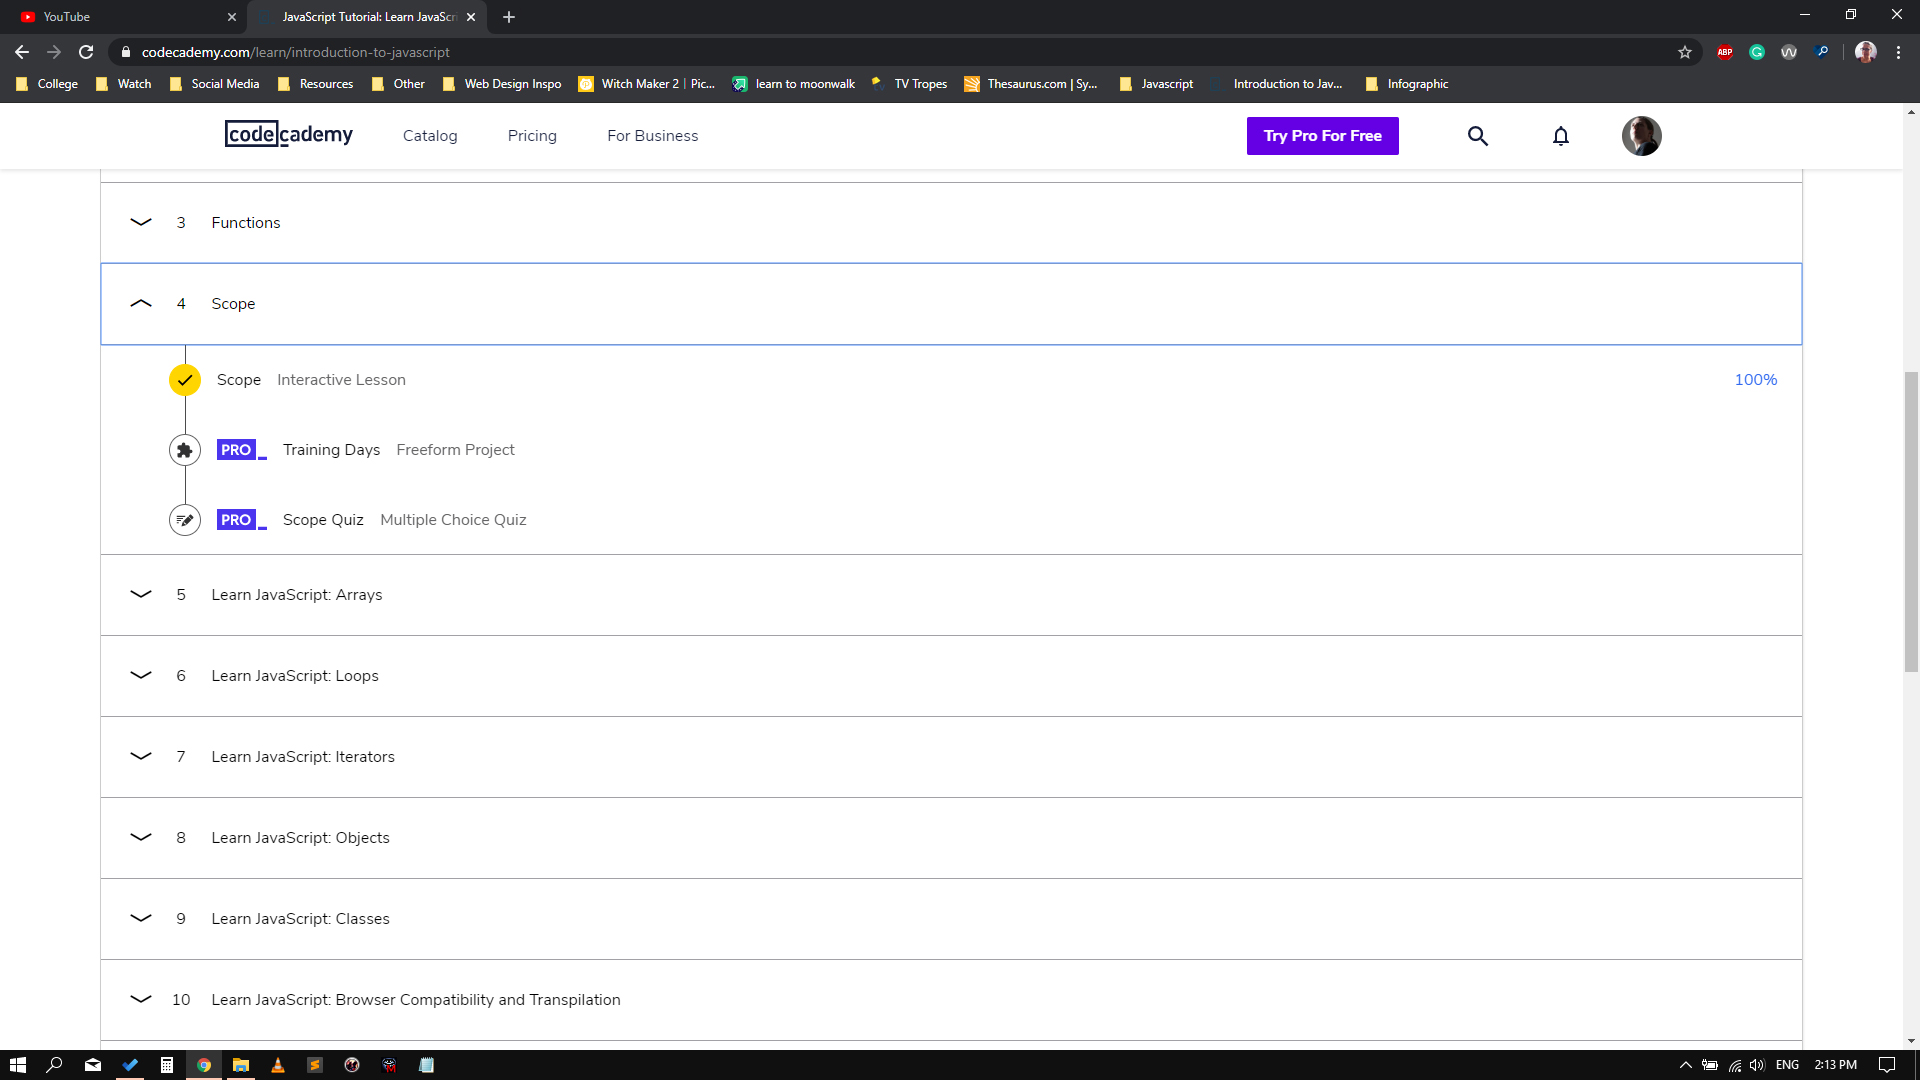 YouTube
JavaScript Tutorial: Learn JavaScri
codecademy.com/learn/introduction-to-javascript
ABP
College Watch Social Media Resources Other Web Design Inspo Witch Maker 2 | Pic... learn to moonwalk TV Tropes Thesaurus.com | Sy... Javascript Introduction to Jav... Infographic
codecademy Catalog Pricing For Business Try Pro For Free
3 Functions
4 Scope
Scope Interactive Lesson 100%
PRO Training Days Freeform Project
PRO Scope Quiz Multiple Choice Quiz
5 Learn JavaScript: Arrays
6 Learn JavaScript: Loops
7 Learn JavaScript: Iterators
8 Learn JavaScript: Objects
9 Learn JavaScript: Classes
10 Learn JavaScript: Browser Compatibility and Transpilation
ENG 2:13 PM